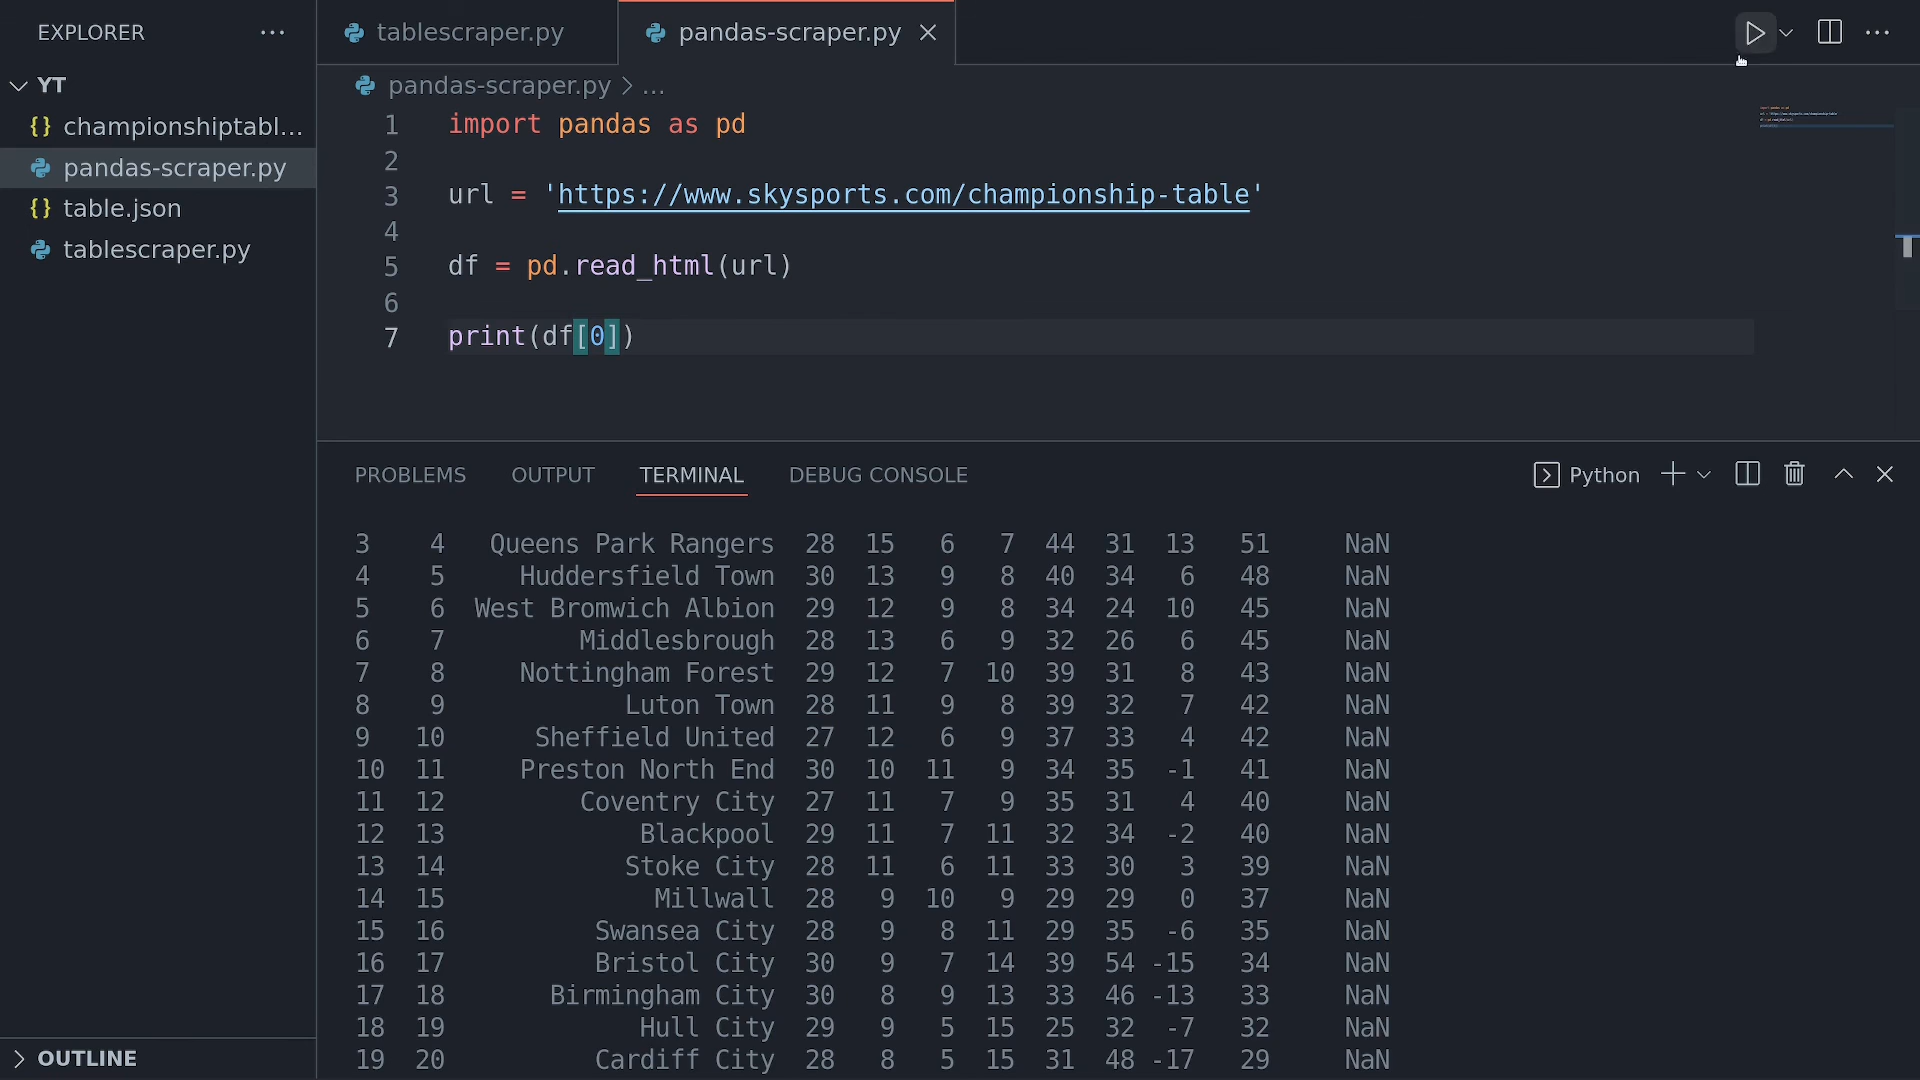 EXPLORER
tablescraper.py
pandas-scraper.py
YT
championshiptabl...
pandas-scraper.py
table.json
tablescraper.py
OUTLINE
pandas-scraper.py > ...
1 import pandas as pd
2
3 url = 'https://www.skysports.com/championship-table'
4
5 df = pd.read_html(url)
6
7 print(df[0])
PROBLEMS OUTPUT TERMINAL DEBUG CONSOLE
Python
3 4 Queens Park Rangers 28 15 6 7 44 31 13 51 NaN
4 5 Huddersfield Town 30 13 9 8 40 34 6 48 NaN
5 6 West Bromwich Albion 29 12 9 8 34 24 10 45 NaN
6 7 Middlesbrough 28 13 6 9 32 26 6 45 NaN
7 8 Nottingham Forest 29 12 7 10 39 31 8 43 NaN
8 9 Luton Town 28 11 9 8 39 32 7 42 NaN
9 10 Sheffield United 27 12 6 9 37 33 4 42 NaN
10 11 Preston North End 30 10 11 9 34 35 -1 41 NaN
11 12 Coventry City 27 11 7 9 35 31 4 40 NaN
12 13 Blackpool 29 11 7 11 32 34 -2 40 NaN
13 14 Stoke City 28 11 6 11 33 30 3 39 NaN
14 15 Millwall 28 9 10 9 29 29 0 37 NaN
15 16 Swansea City 28 9 8 11 29 35 -6 35 NaN
16 17 Bristol City 30 9 7 14 39 54 -15 34 NaN
17 18 Birmingham City 30 8 9 13 33 46 -13 33 NaN
18 19 Hull City 29 9 5 15 25 32 -7 32 NaN
19 20 Cardiff City 28 8 5 15 31 48 -17 29 NaN